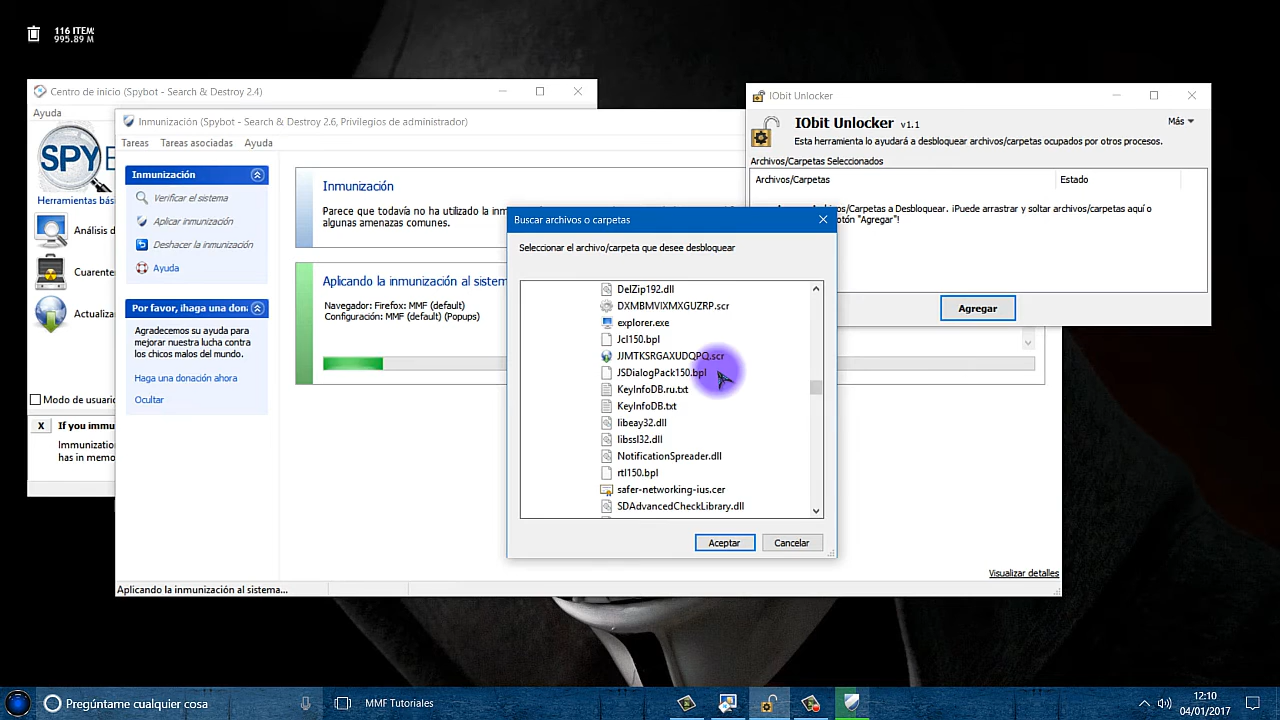 116 ITEM
995.89 M
Centro de inicio (Spybot - Search & Destroy 2.4)
Ayuda
SPY
Herramientas bás
Análisis d
Cuarente
Actualiza
Modo de usuario
X If you immu
Immunization
has in memo
Inmunización (Spybot - Search & Destroy 2.6, Privilegios de administrador)
Tareas Tareas asociadas Ayuda
Inmunización
Verificar el sistema
Aplicar inmunización
Deshacer la inmunización
Ayuda
Por favor, ¡haga una dona
Agradecemos su ayuda para
mejorar nuestra lucha contra
los chicos malos del mundo.
Haga una donación ahora
Ocultar
Inmunización
Parece que todavía no ha utilizado la inm
algunas amenazas comunes.
Aplicando la inmunización al sistem
Navegador: Firefox: MMF (default)
Configuración: MMF (default) (Popups)
Visualizar detalles
Aplicando la inmunización al sistema...
Buscar archivos o carpetas
Seleccionar el archivo/carpeta que desee desbloquear
DelZip192.dll
DXMBMVIXMXGUZRP.scr
explorer.exe
Jcl150.bpl
JJMTKSRGAXUDQPQ.scr
JSDialogPack150.bpl
KeyInfoDB.ru.txt
KeyInfoDB.txt
libeay32.dll
libssl32.dll
NotificationSpreader.dll
rtl150.bpl
safer-networking-ius.cer
SDAdvancedCheckLibrary.dll
Aceptar Cancelar
IObit Unlocker
IObit Unlocker v1.1
Más
Esta herramienta lo ayudará a desbloquear archivos/carpetas ocupados por otros procesos.
Archivos/Carpetas Seleccionados
Archivos/Carpetas Estado
Archivos/Carpetas a Desbloquear. ¡Puede arrastrar y soltar archivos/carpetas aquí o
otón "Agregar"!
Agregar
Pregúntame cualquier cosa
MMF Tutoriales
12:10
04/01/2017